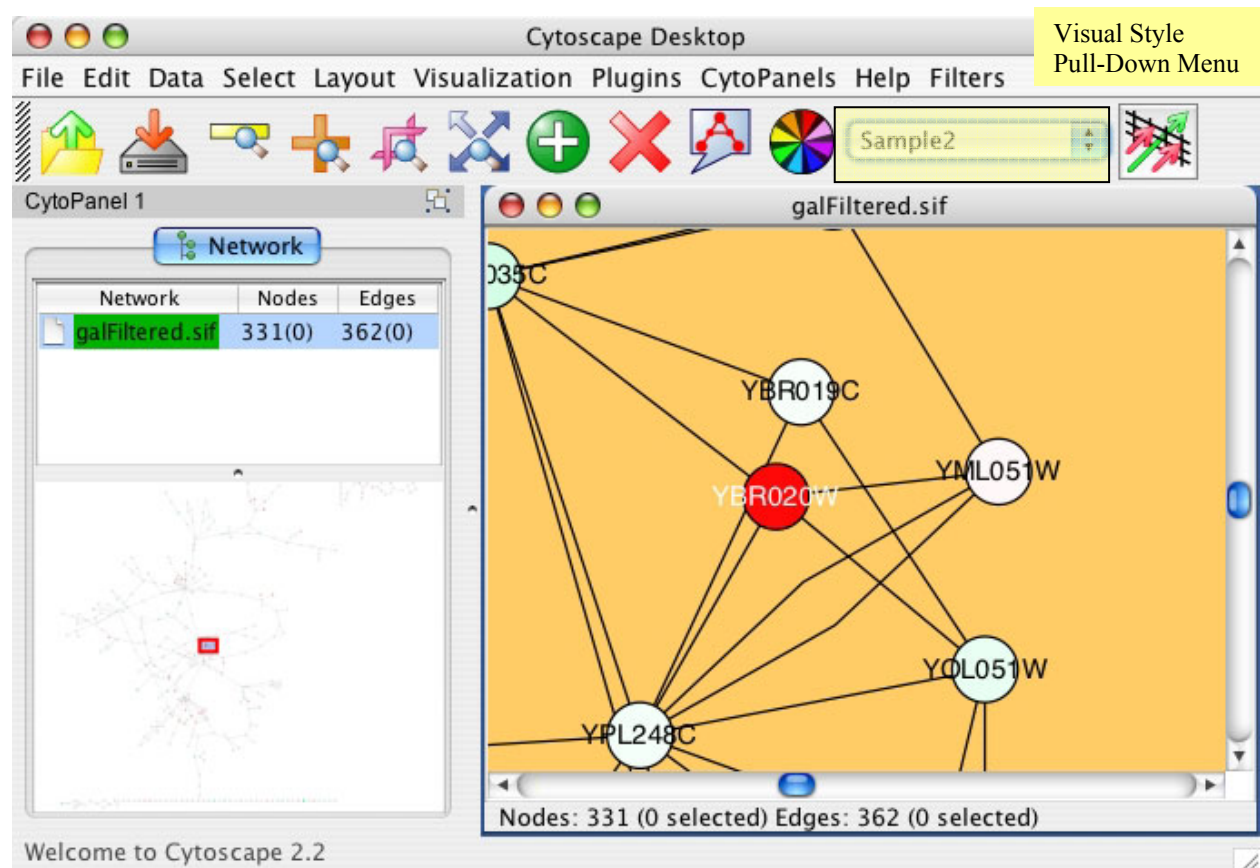 Cytoscape Desktop
Visual Style
Pull-Down Menu
File Edit Data Select Layout Visualization Plugins CytoPanels Help Filters
Sample2
CytoPanel 1
Network
Network Nodes Edges
galFiltered.sif 331(0) 362(0)
galFiltered.sif
035C
YBR019C
YML051W
YBR020W
YOL051W
YPL248C
Nodes: 331 (0 selected) Edges: 362 (0 selected)
Welcome to Cytoscape 2.2